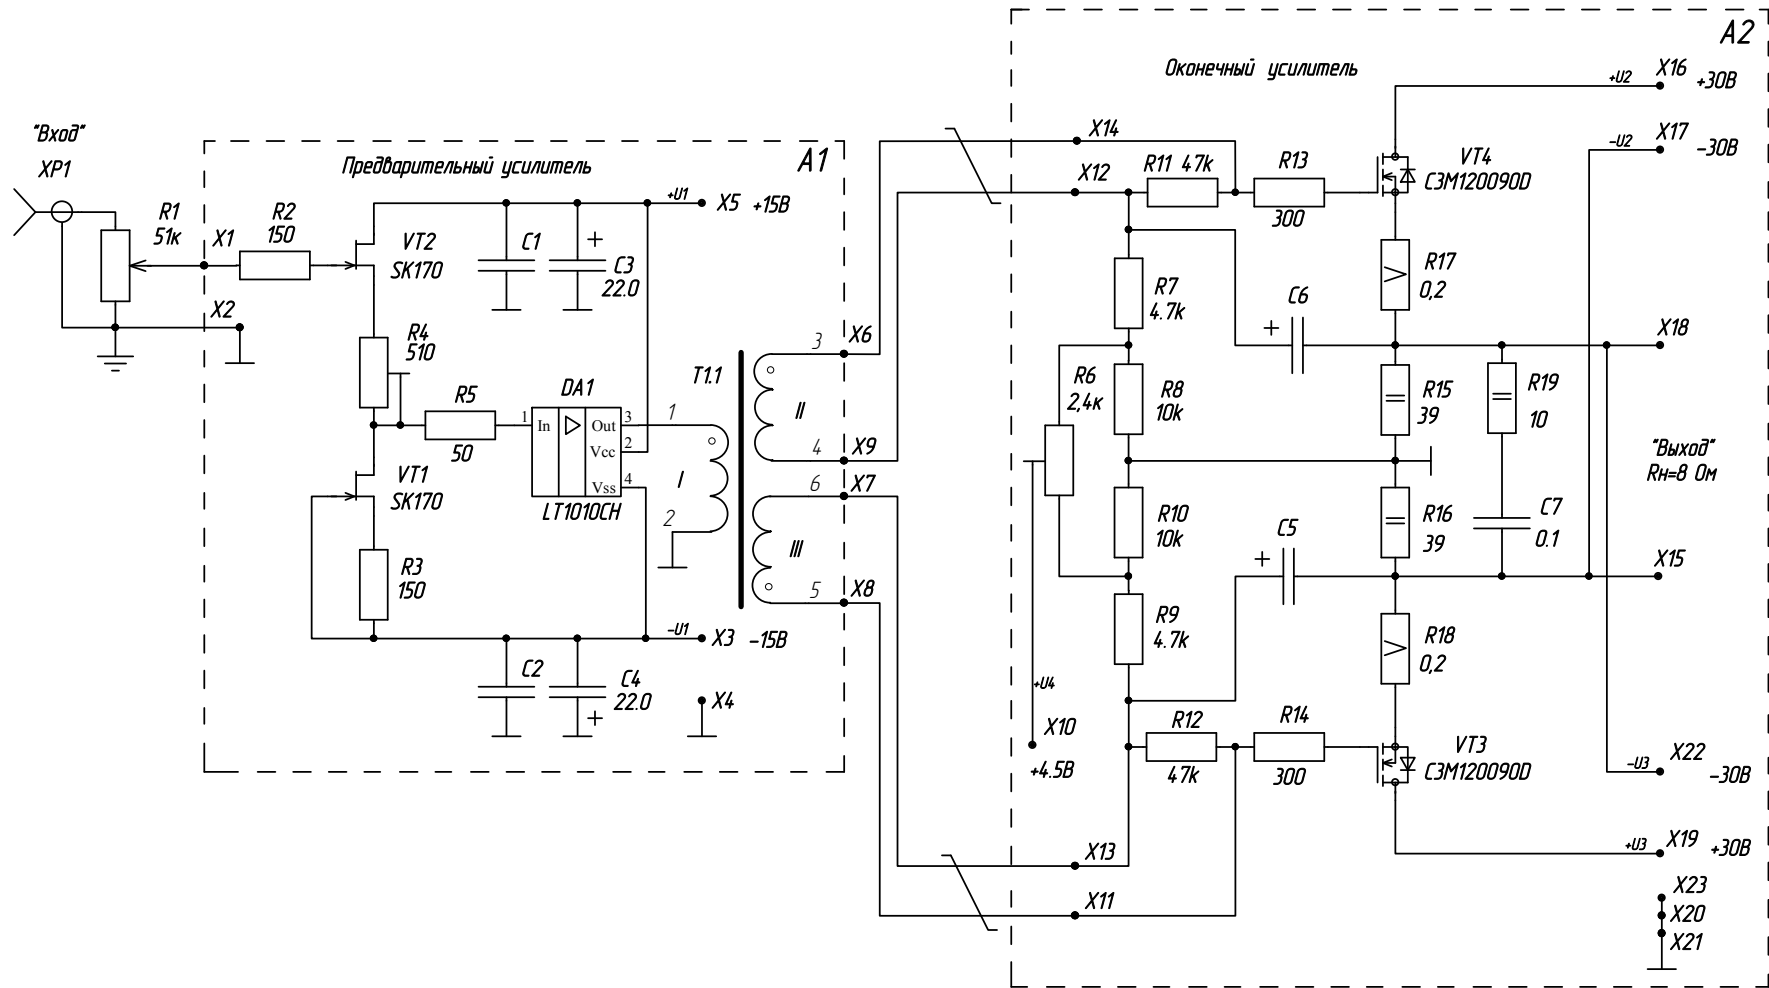 "Вход"
XP1
R1
51к
X1
X2
Предварительный усилитель
A1
R2
150
VT2
SK170
R4
510
R5
50
VT1
SK170
R3
150
C1
C3
22.0
+
+U1
X5
+15В
DA1
1
In
Out
3
Vcc
2
Vss
4
LT1010CH
T1.1
1
2
I
II
III
3
X6
4
X9
6
X7
5
X8
C2
C4
22.0
+
-U1
X3
-15В
X4
A2
Оконечный усилитель
X14
X12
R11 47k
R13
300
VT4
C3M120090D
+U2
X16
+30В
-U2
X17
-30В
R17
0,2
R7
4.7k
C6
+
X18
R6
2,4к
R8
10k
R15
39
R19
10
"Выход"
Rн=8 Ом
R10
10k
C5
+
R16
39
C7
0.1
X15
R9
4.7k
R18
0,2
+U4
X10
+4.5В
R12
47k
R14
300
VT3
C3M120090D
-U3
X22
-30В
+U3
X19
+30В
X13
X11
X23
X20
X21